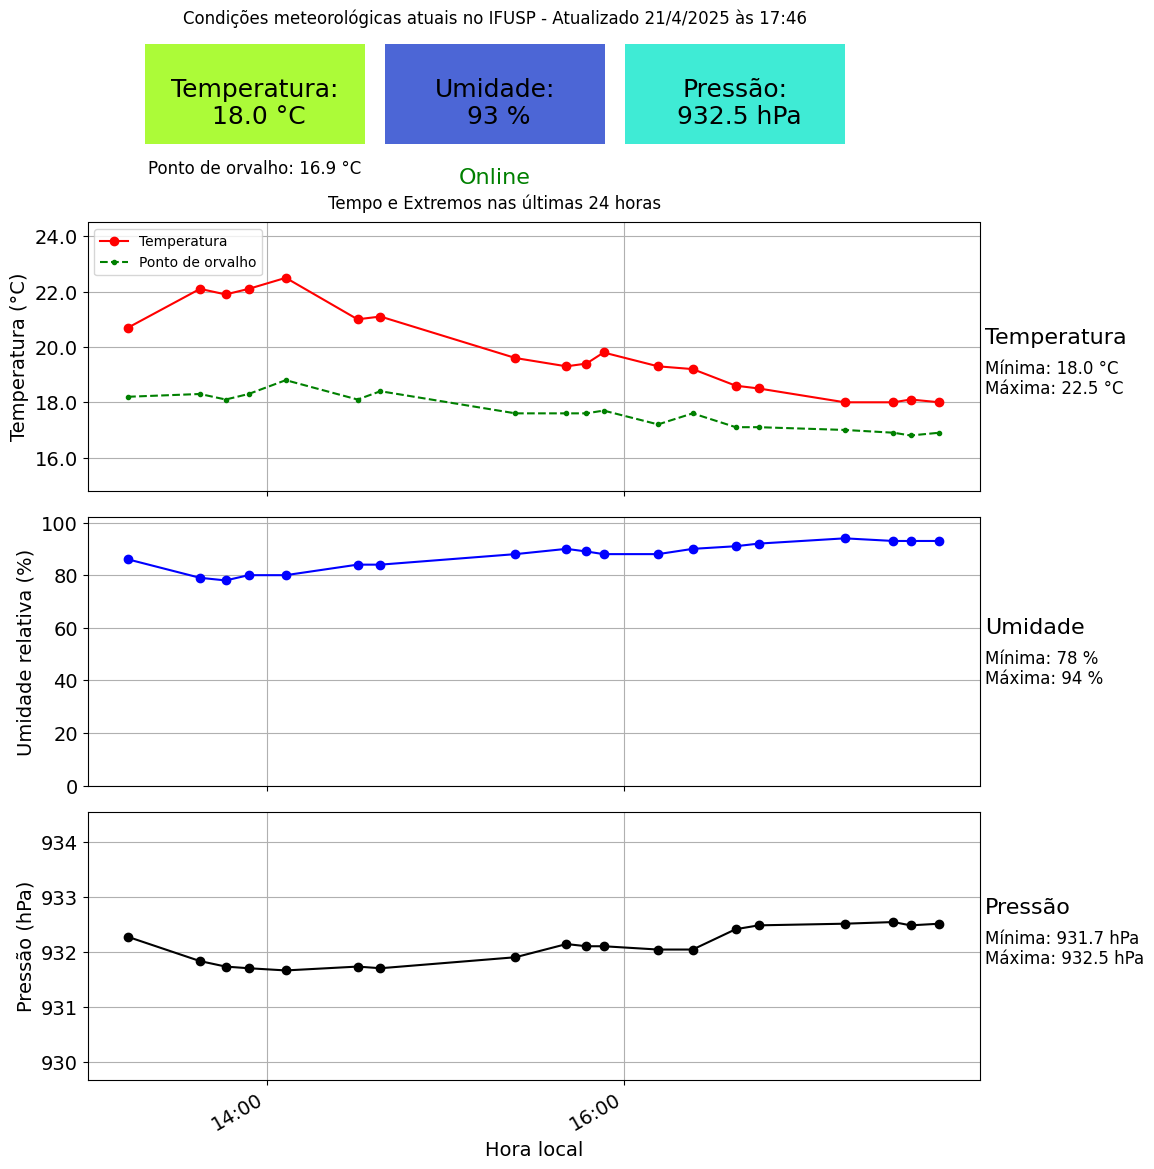 Condições meteorológicas atuais no IFUSP - Atualizado 21/4/2025 às 17:46
Temperatura:
18.0 °C
Umidade:
93 %
Pressão:
932.5 hPa
Ponto de orvalho: 16.9 °C
Online
Tempo e Extremos nas últimas 24 horas
Temperatura (°C)
24.0
22.0
20.0
18.0
16.0
Temperatura
Ponto de orvalho
Temperatura
Mínima: 18.0 °C
Máxima: 22.5 °C
Umidade relativa (%)
100
80
60
40
20
0
Umidade
Mínima: 78 %
Máxima: 94 %
Pressão (hPa)
934
933
932
931
930
Pressão
Mínima: 931.7 hPa
Máxima: 932.5 hPa
14:00
16:00
Hora local